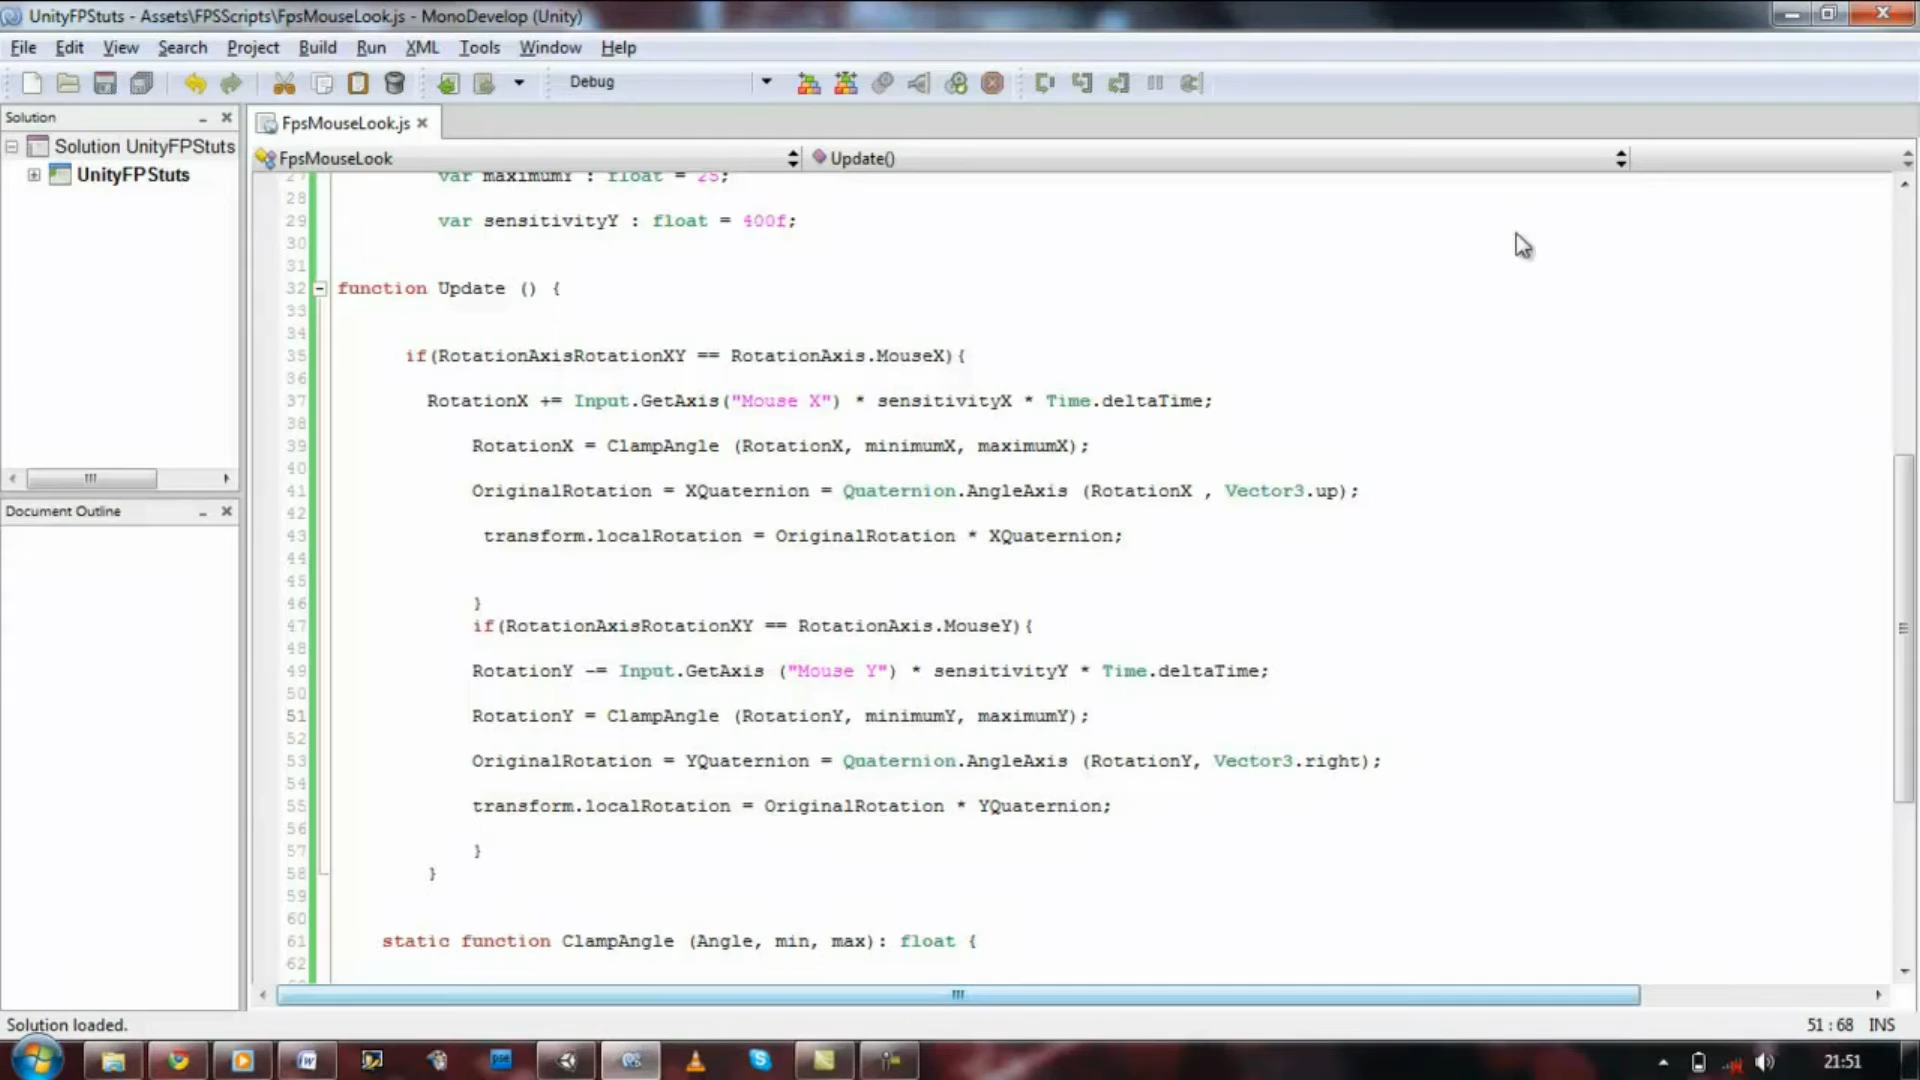 UnityFPStuts - Assets\FPSScripts\FpsMouseLook.js - MonoDevelop (Unity)
File Edit View Search Project Build Run XML Tools Window Help
Debug
Solution
FpsMouseLook.js
Solution UnityFPStuts
FpsMouseLook
Update()
UnityFPStuts
27 var maximumY : float = 25;
28
29 var sensitivityY : float = 400f;
30
31
32 function Update () {
33
34
35 if(RotationAxisRotationXY == RotationAxis.MouseX){
36
37 RotationX += Input.GetAxis("Mouse X") * sensitivityX * Time.deltaTime;
38
39 RotationX = ClampAngle (RotationX, minimumX, maximumX);
40
41 OriginalRotation = XQuaternion = Quaternion.AngleAxis (RotationX , Vector3.up);
42
43 transform.localRotation = OriginalRotation * XQuaternion;
44
45
46 }
47 if(RotationAxisRotationXY == RotationAxis.MouseY){
48
49 RotationY -= Input.GetAxis ("Mouse Y") * sensitivityY * Time.deltaTime;
50
51 RotationY = ClampAngle (RotationY, minimumY, maximumY);
52
53 OriginalRotation = YQuaternion = Quaternion.AngleAxis (RotationY, Vector3.right);
54
55 transform.localRotation = OriginalRotation * YQuaternion;
56
57 }
58 }
59
60
61 static function ClampAngle (Angle, min, max): float {
62
Document Outline
Solution loaded.
51 : 68 INS
pse
21:51